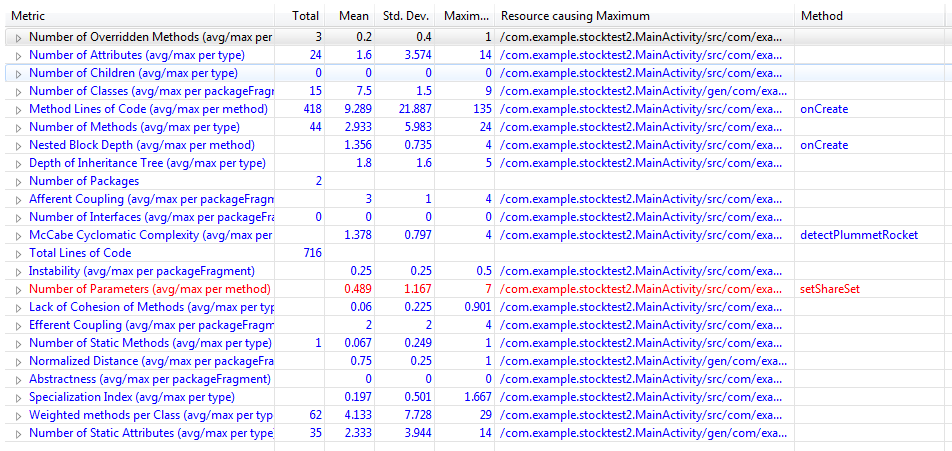 Metric Total Mean Std. Dev. Maxim... Resource causing Maximum Method
Number of Overridden Methods (avg/max per 3 0.2 0.4 1 /com.example.stocktest2.MainActivity/src/com/exa...
Number of Attributes (avg/max per type) 24 1.6 3.574 14 /com.example.stocktest2.MainActivity/src/com/exa...
Number of Children (avg/max per type) 0 0 0 0 /com.example.stocktest2.MainActivity/src/com/exa...
Number of Classes (avg/max per packageFragr 15 7.5 1.5 9 /com.example.stocktest2.MainActivity/gen/com/exa...
Method Lines of Code (avg/max per method) 418 9.289 21.887 135 /com.example.stocktest2.MainActivity/src/com/exa... onCreate
Number of Methods (avg/max per type) 44 2.933 5.983 24 /com.example.stocktest2.MainActivity/src/com/exa...
Nested Block Depth (avg/max per method) 1.356 0.735 4 /com.example.stocktest2.MainActivity/src/com/exa... onCreate
Depth of Inheritance Tree (avg/max per type) 1.8 1.6 5 /com.example.stocktest2.MainActivity/src/com/exa...
Number of Packages 2
Afferent Coupling (avg/max per packageFragm 3 1 4 /com.example.stocktest2.MainActivity/src/com/exa...
Number of Interfaces (avg/max per packageFra 0 0 0 0 /com.example.stocktest2.MainActivity/src/com/exa...
McCabe Cyclomatic Complexity (avg/max per 1.378 0.797 4 /com.example.stocktest2.MainActivity/src/com/exa... detectPlummetRocket
Total Lines of Code 716
Instability (avg/max per packageFragment) 0.25 0.25 0.5 /com.example.stocktest2.MainActivity/src/com/exa...
Number of Parameters (avg/max per method) 0.489 1.167 7 /com.example.stocktest2.MainActivity/src/com/exa... setShareSet
Lack of Cohesion of Methods (avg/max per typ 0.06 0.225 0.901 /com.example.stocktest2.MainActivity/src/com/exa...
Efferent Coupling (avg/max per packageFragm 2 2 4 /com.example.stocktest2.MainActivity/src/com/exa...
Number of Static Methods (avg/max per type) 1 0.067 0.249 1 /com.example.stocktest2.MainActivity/src/com/exa...
Normalized Distance (avg/max per packageFra 0.75 0.25 1 /com.example.stocktest2.MainActivity/gen/com/exa...
Abstractness (avg/max per packageFragment) 0 0 0 /com.example.stocktest2.MainActivity/src/com/exa...
Specialization Index (avg/max per type) 0.197 0.501 1.667 /com.example.stocktest2.MainActivity/src/com/exa...
Weighted methods per Class (avg/max per typ 62 4.133 7.728 29 /com.example.stocktest2.MainActivity/src/com/exa...
Number of Static Attributes (avg/max per type 35 2.333 3.944 14 /com.example.stocktest2.MainActivity/gen/com/exa...